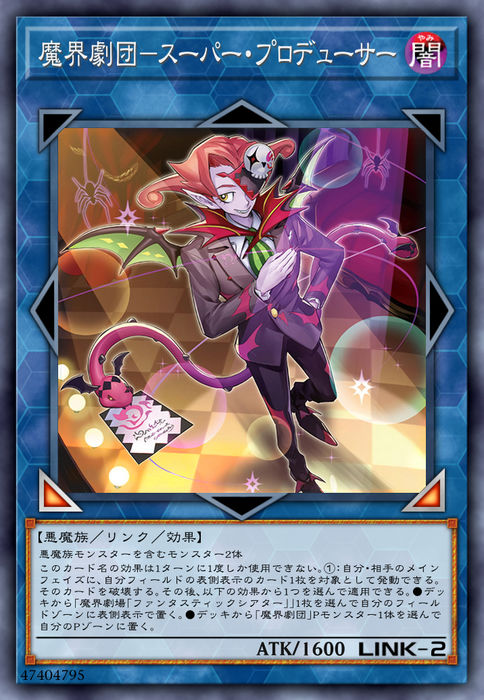 魔界劇団－スーパー・プロデューサー
やみ
闇
【悪魔族／リンク／効果】
悪魔族モンスターを含むモンスター2体
このカード名の効果は1ターンに1度しか使用できない。①：自分・相手のメイン
フェイズに、自分フィールドの表側表示のカード1枚を対象として発動できる。
そのカードを破壊する。その後、以下の効果から1つを選んで適用できる。●デ
ッキから「魔界劇場「ファンタスティックシアター」」1枚を選んで自分のフィール
ドゾーンに表側表示で置く。●デッキから「魔界劇団」Pモンスター1体を選んで
自分のPゾーンに置く。
ATK/1600 LINK-2
47404795